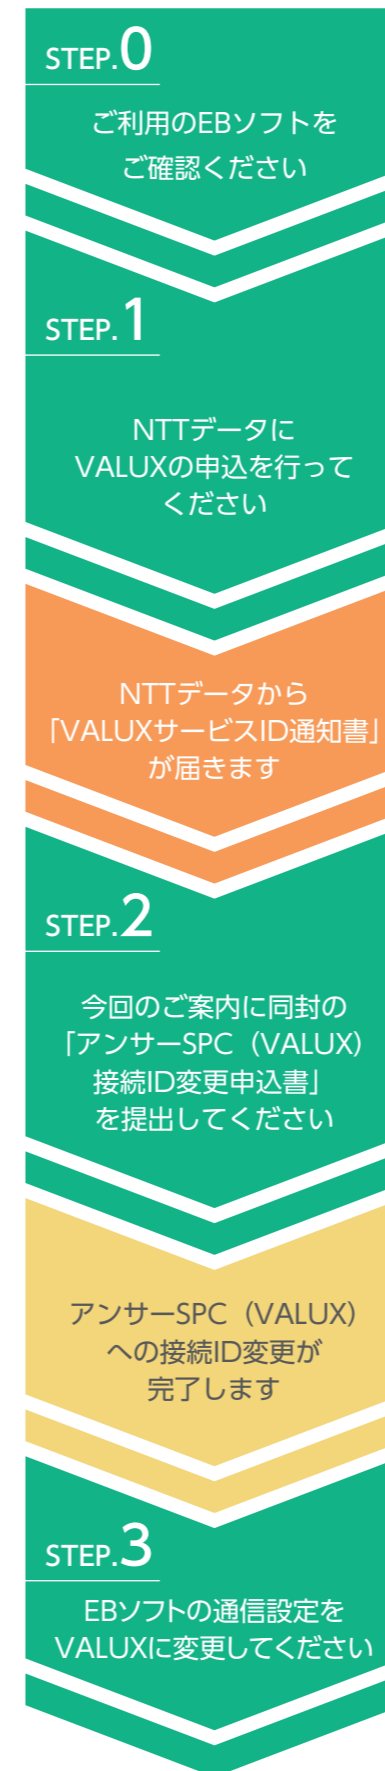 STEP.0
ご利用のEBソフトを
ご確認ください
STEP.1
NTTデータに
VALUXの申込を行って
ください
NTTデータから
「VALUXサービスID通知書」
が届きます
STEP.2
今回のご案内に同封の
「アンサーSPC（VALUX）
接続ID変更申込書」
を提出してください
アンサーSPC（VALUX）
への接続ID変更が
完了します
STEP.3
EBソフトの通信設定を
VALUXに変更してください